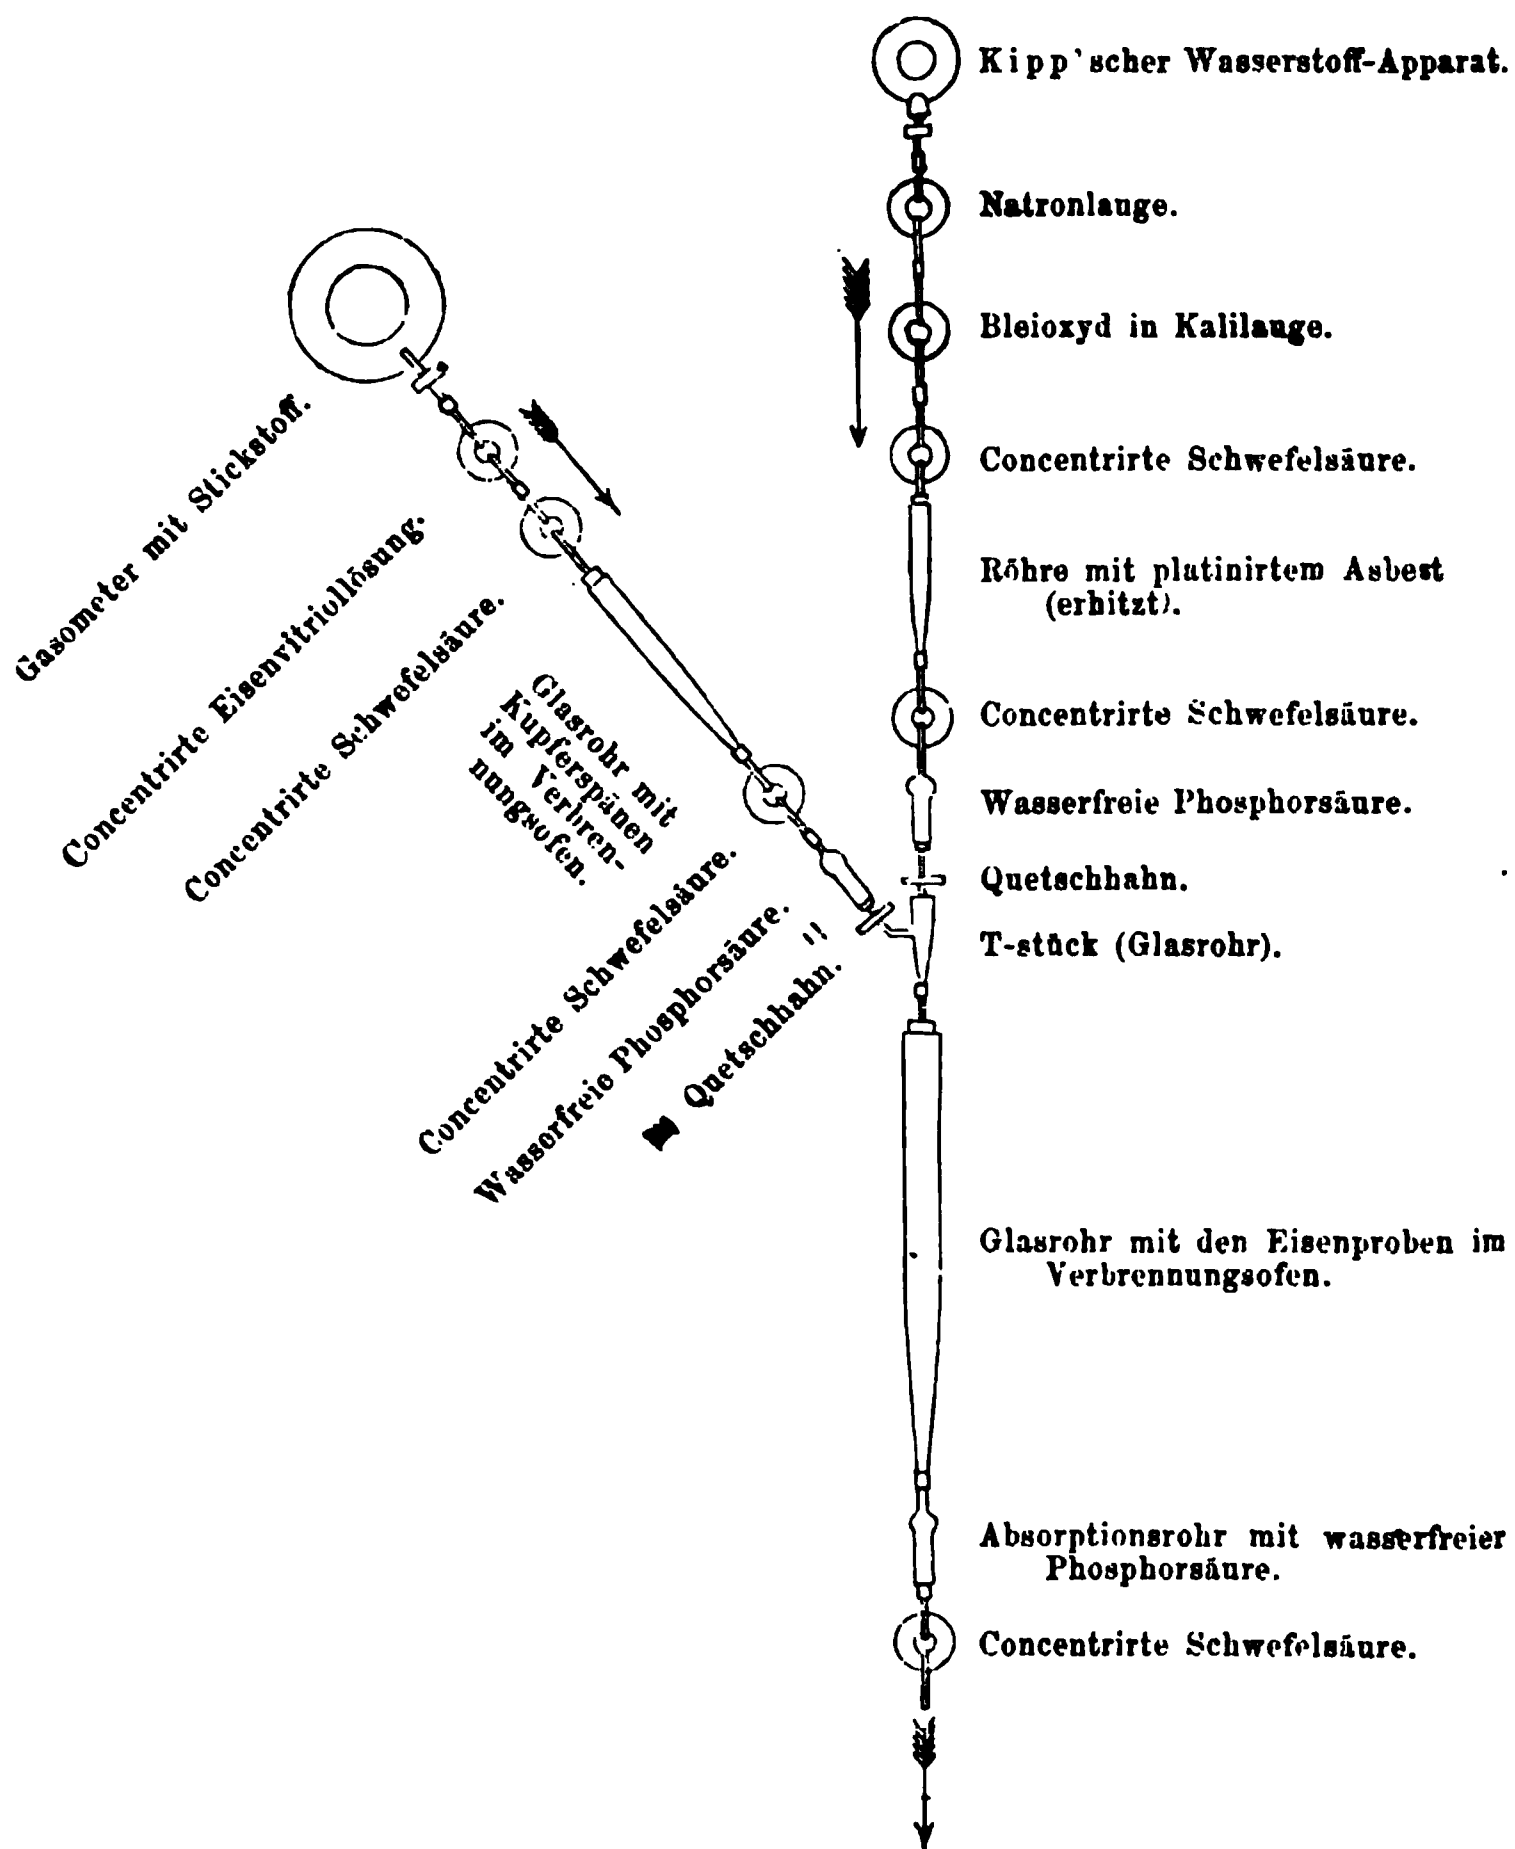 Kipp'scher Wasserstoff-Apparat.
Natronlauge.
Bleioxyd in Kalilauge.
Concentrirte Schwefelsäure.
Röhre mit platinirtem Asbest
(erhitzt).
Concentrirte Schwefelsäure.
Wasserfreie Phosphorsäure.
Quetschhahn.
T-stück (Glasrohr).
Glasrohr mit den Eisenproben im
Verbrennungsofen.
Absorptionsrohr mit wasserfreier
Phosphorsäure.
Concentrirte Schwefelsäure.
Gasometer mit Stickstoff.
Concentrirte Eisenvitriollösung.
Concentrirte Schwefelsäure.
Glasrohr mit
Kupferspänen
im Verbren-
nungsofen.
Concentrirte Schwefelsäure.
Wasserfreie Phosphorsäure.
Quetschhahn.